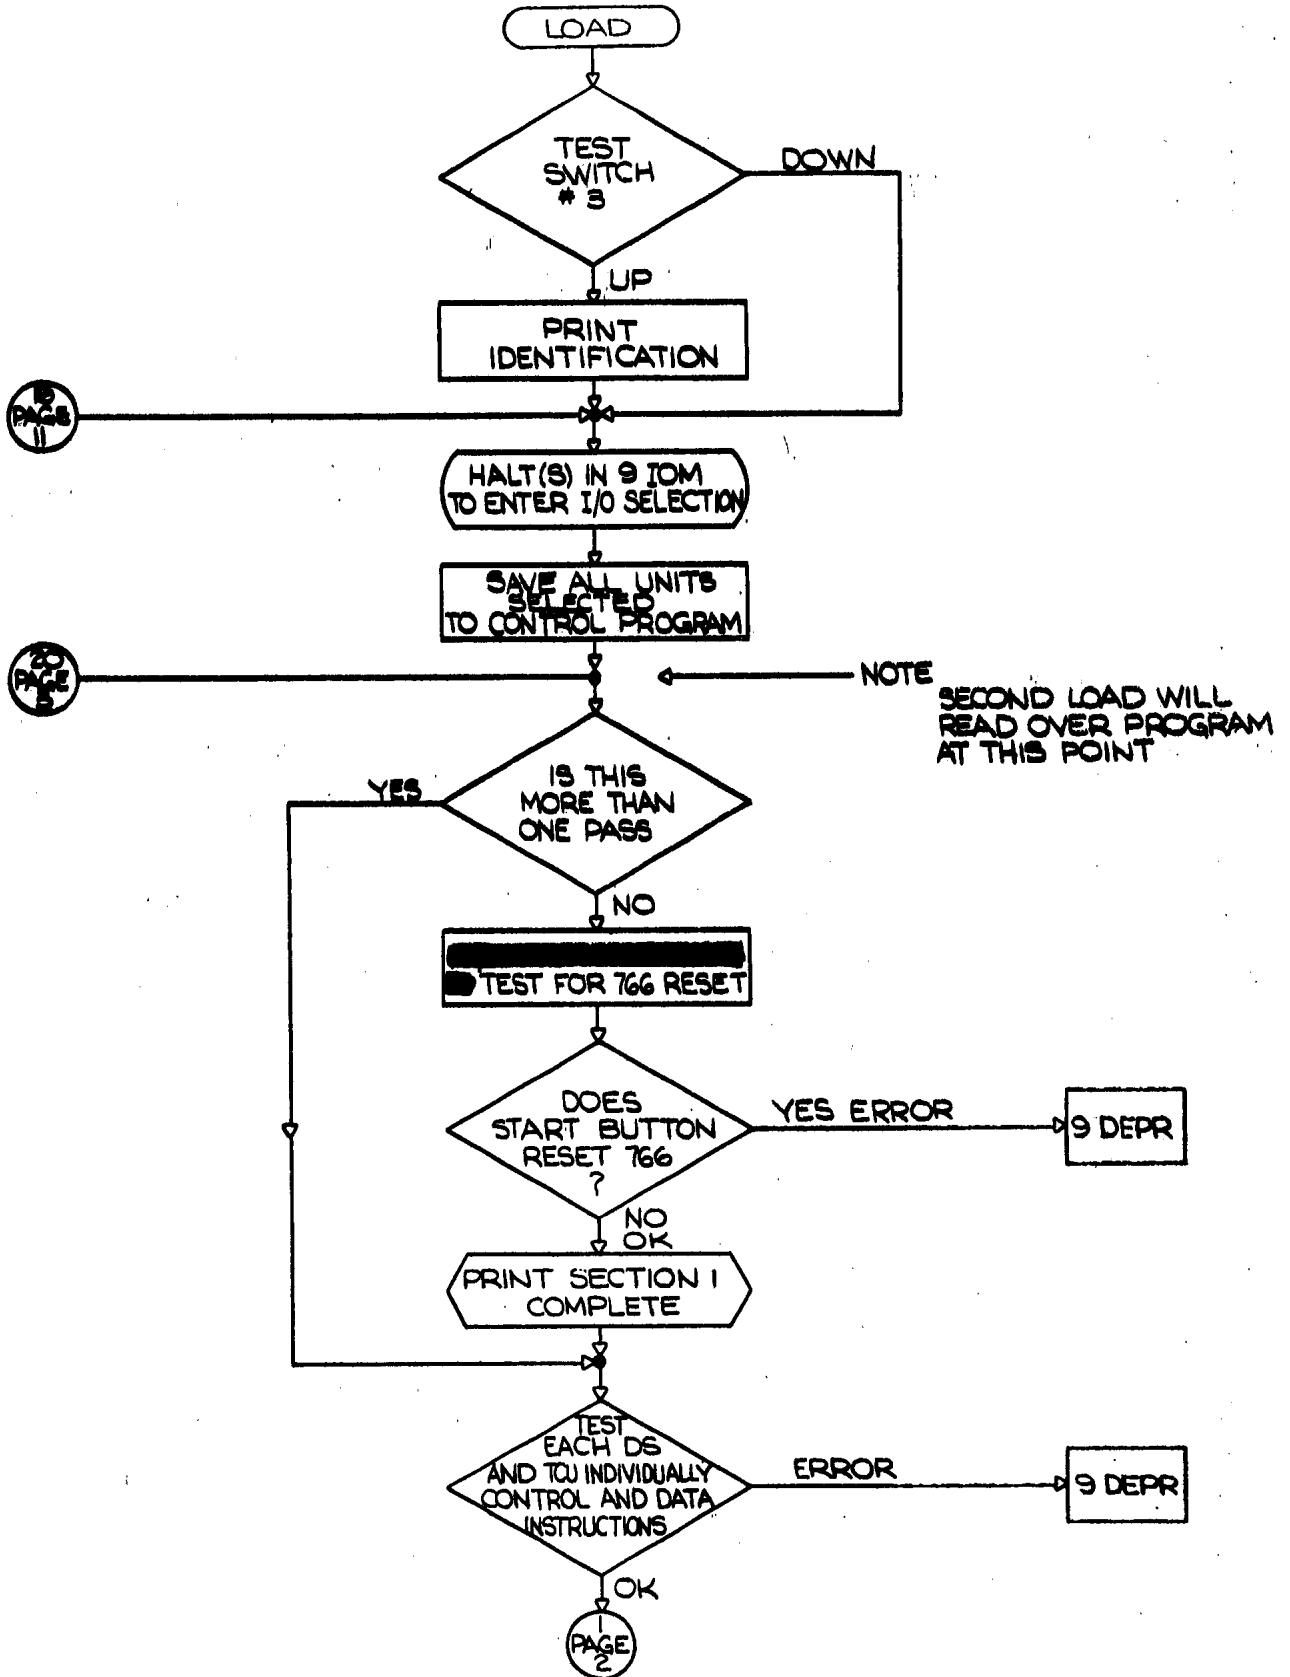 LOAD
TEST
SWITCH
# 3
DOWN
UP
PRINT
IDENTIFICATION
PAGE
11
HALT(S) IN 9 IOM
TO ENTER I/O SELECTION
SAVE ALL UNITS
SELECTED
TO CONTROL PROGRAM
20
PAGE
NOTE
SECOND LOAD WILL
READ OVER PROGRAM
AT THIS POINT
IS THIS
MORE THAN
ONE PASS
YES
NO
TEST FOR 766 RESET
DOES
START BUTTON
RESET 766
?
YES ERROR
9 DEPR
NO
OK
PRINT SECTION 1
COMPLETE
TEST
EACH DS
AND TCU INDIVIDUALLY
CONTROL AND DATA
INSTRUCTIONS
ERROR
9 DEPR
OK
1
PAGE
2